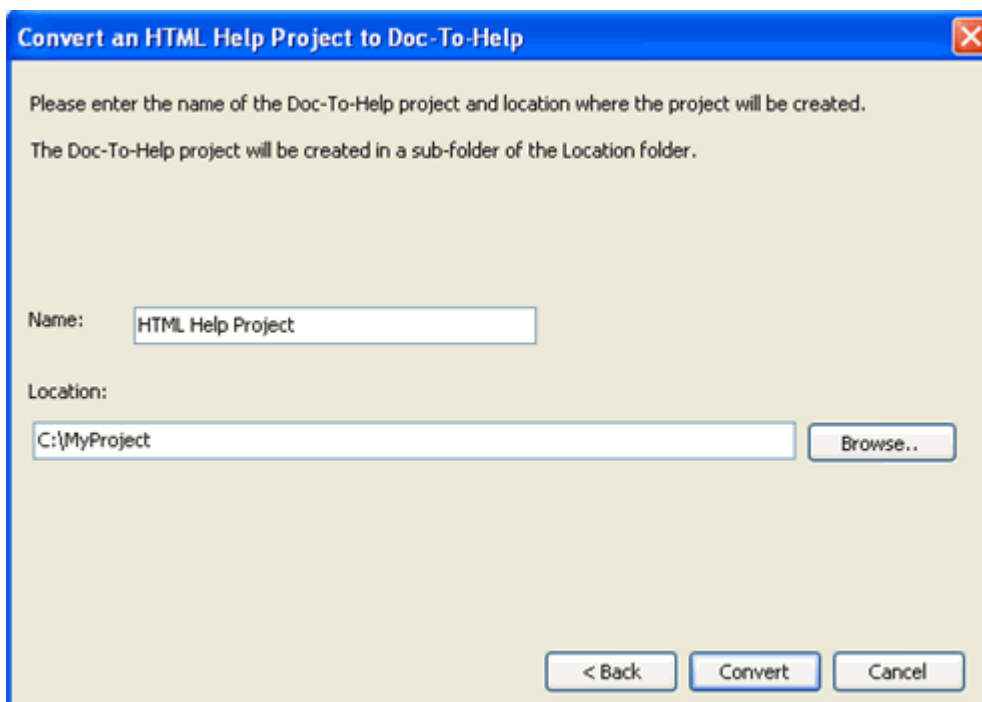 Convert an HTML Help Project to Doc-To-Help
Please enter the name of the Doc-To-Help project and location where the project will be created.
The Doc-To-Help project will be created in a sub-folder of the Location folder.
Name:
HTML Help Project
Location:
C:\MyProject
Browse..
< Back
Convert
Cancel